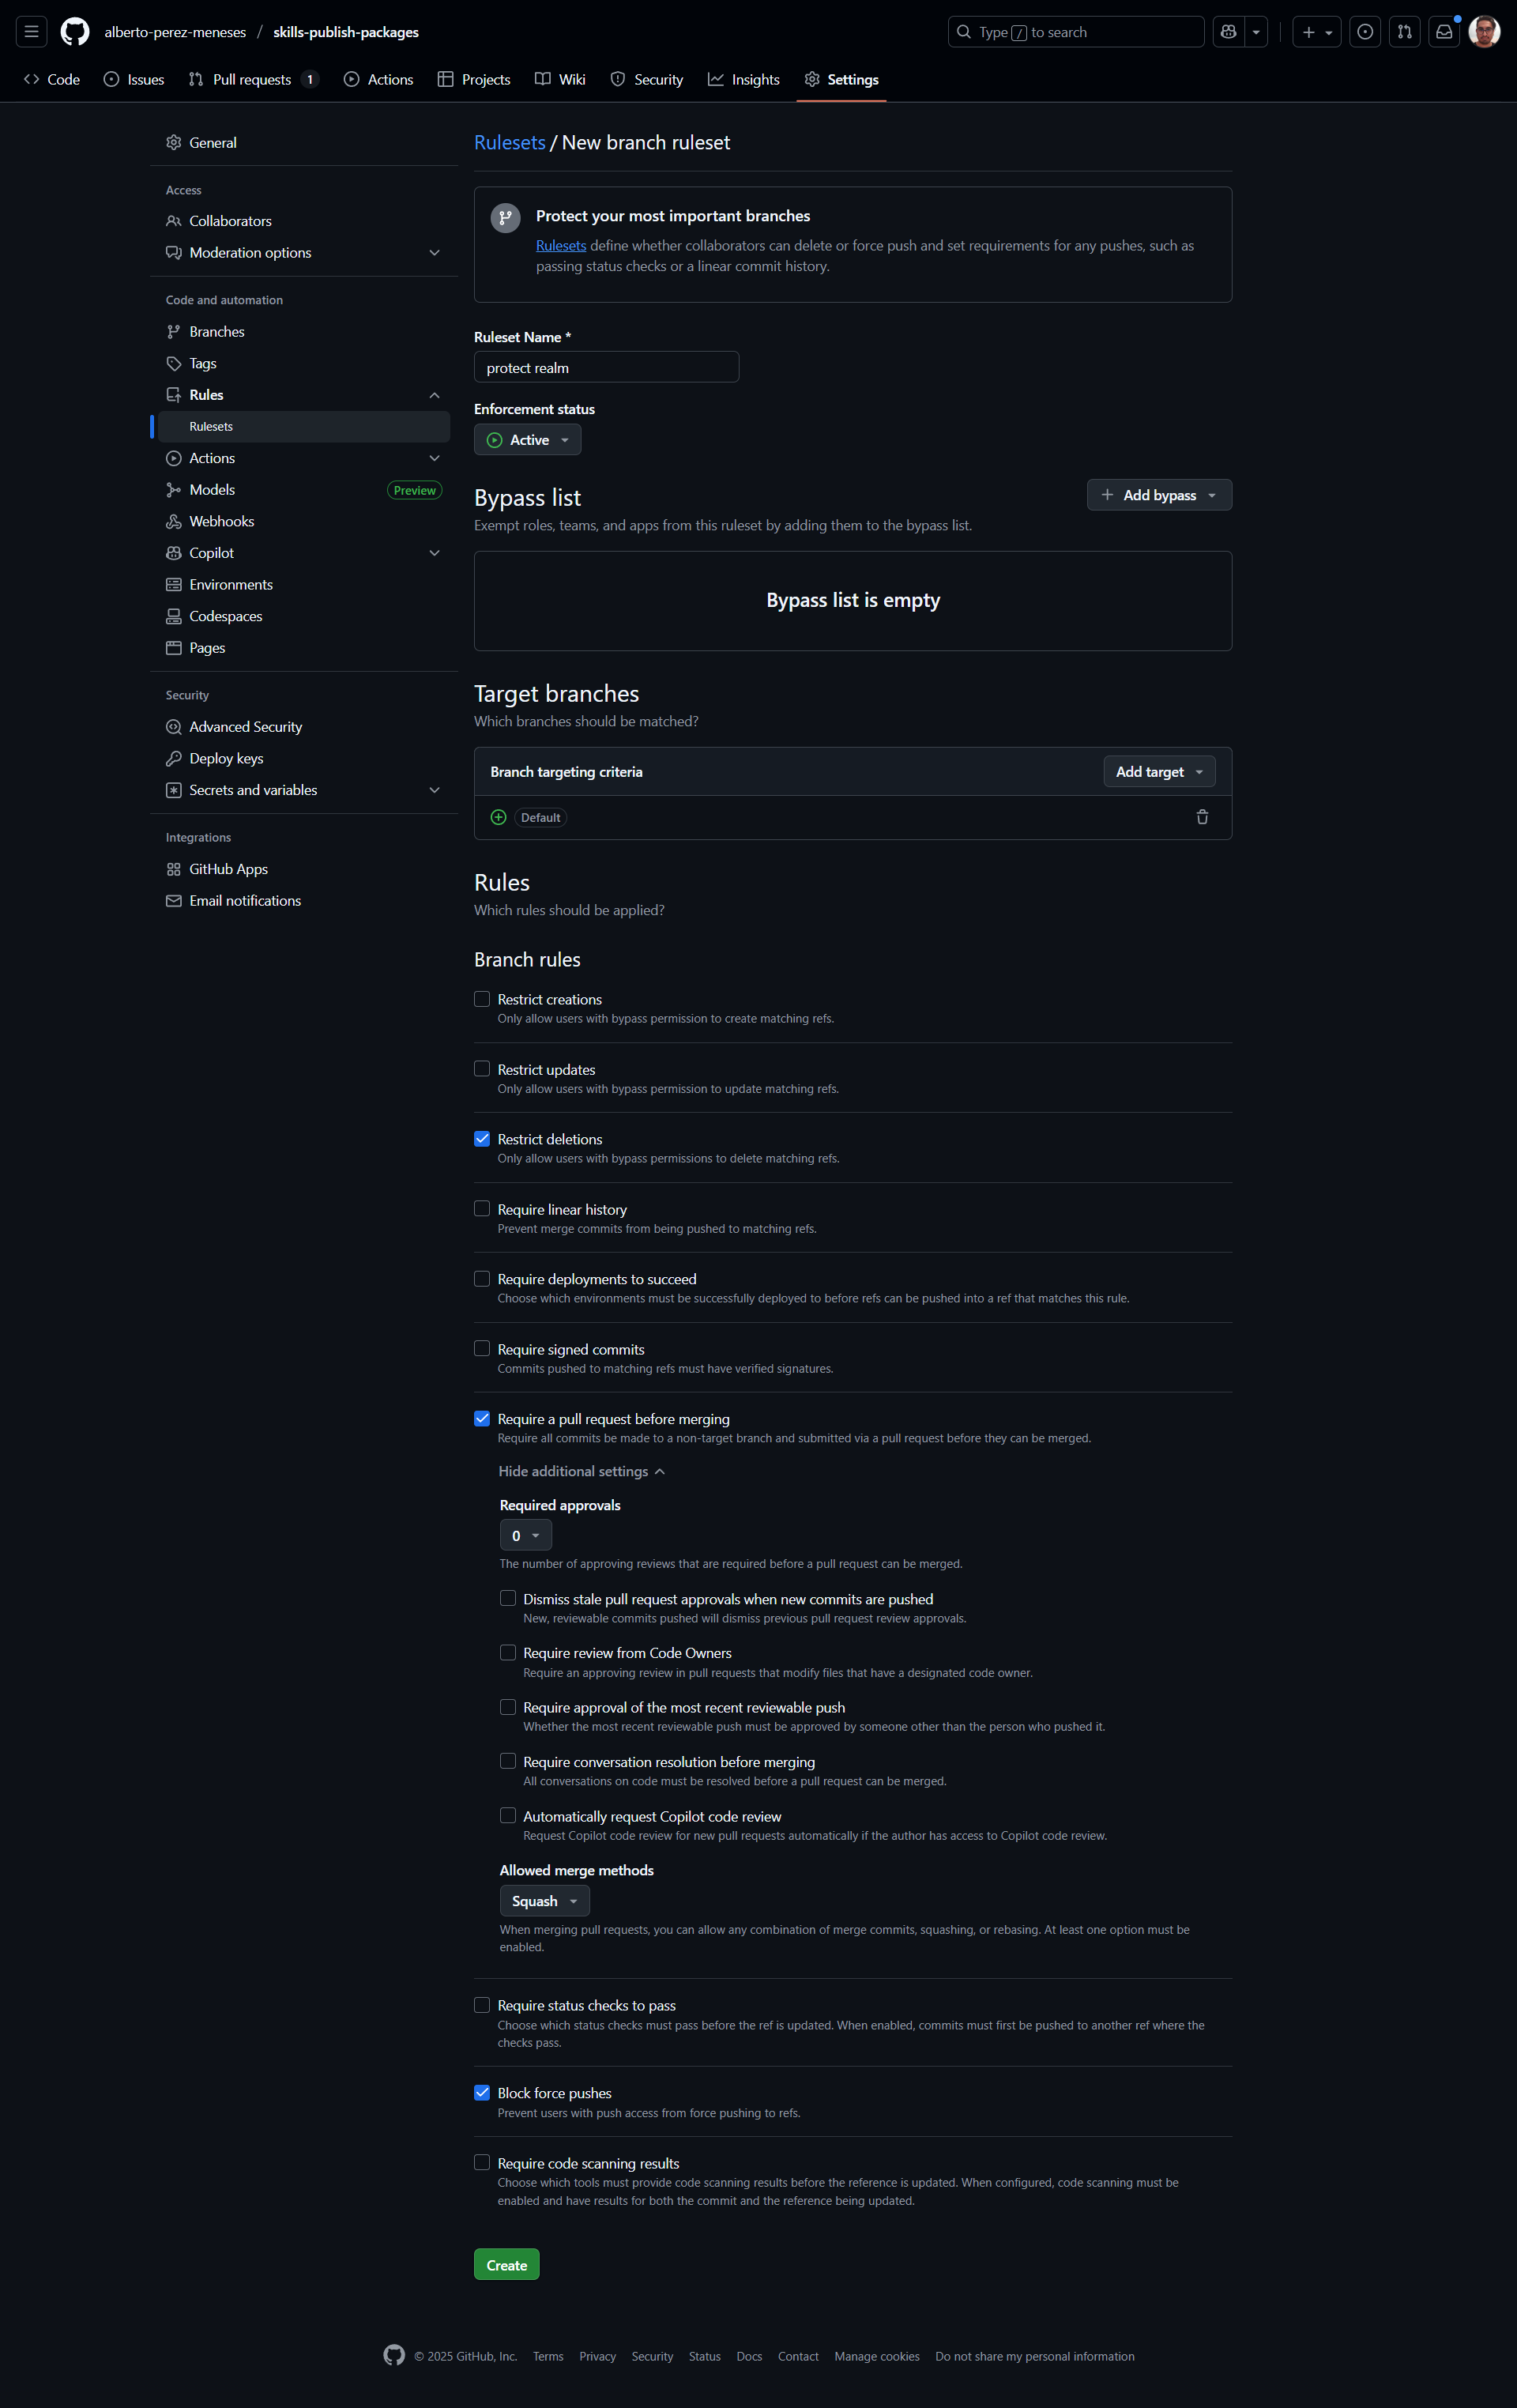 alberto-perez-meneses / skills-publish-packages
Type / to search
Code
Issues
Pull requests 1
Actions
Projects
Wiki
Security
Insights
Settings
General
Access
Collaborators
Moderation options
Code and automation
Branches
Tags
Rules
Rulesets
Actions
Models
Preview
Webhooks
Copilot
Environments
Codespaces
Pages
Security
Advanced Security
Deploy keys
Secrets and variables
Integrations
GitHub Apps
Email notifications
Rulesets / New branch ruleset
Protect your most important branches
Rulesets define whether collaborators can delete or force push and set requirements for any pushes, such as
passing status checks or a linear commit history.
Ruleset Name *
protect realm
Enforcement status
Active
Bypass list
Add bypass
Exempt roles, teams, and apps from this ruleset by adding them to the bypass list.
Bypass list is empty
Target branches
Which branches should be matched?
Branch targeting criteria
Add target
Default
Rules
Which rules should be applied?
Branch rules
Restrict creations
Only allow users with bypass permission to create matching refs.
Restrict updates
Only allow users with bypass permission to update matching refs.
Restrict deletions
Only allow users with bypass permissions to delete matching refs.
Require linear history
Prevent merge commits from being pushed to matching refs.
Require deployments to succeed
Choose which environments must be successfully deployed to before refs can be pushed into a ref that matches this rule.
Require signed commits
Commits pushed to matching refs must have verified signatures.
Require a pull request before merging
Require all commits be made to a non-target branch and submitted via a pull request before they can be merged.
Hide additional settings
Required approvals
0
The number of approving reviews that are required before a pull request can be merged.
Dismiss stale pull request approvals when new commits are pushed
New, reviewable commits pushed will dismiss previous pull request review approvals.
Require review from Code Owners
Require an approving review in pull requests that modify files that have a designated code owner.
Require approval of the most recent reviewable push
Whether the most recent reviewable push must be approved by someone other than the person who pushed it.
Require conversation resolution before merging
All conversations on code must be resolved before a pull request can be merged.
Automatically request Copilot code review
Request Copilot code review for new pull requests automatically if the author has access to Copilot code review.
Allowed merge methods
Squash
When merging pull requests, you can allow any combination of merge commits, squashing, or rebasing. At least one option must be
enabled.
Require status checks to pass
Choose which status checks must pass before the ref is updated. When enabled, commits must first be pushed to another ref where the
checks pass.
Block force pushes
Prevent users with push access from force pushing to refs.
Require code scanning results
Choose which tools must provide code scanning results before the reference is updated. When configured, code scanning must be
enabled and have results for both the commit and the reference being updated.
Create
© 2025 GitHub, Inc. Terms Privacy Security Status Docs Contact Manage cookies Do not share my personal information